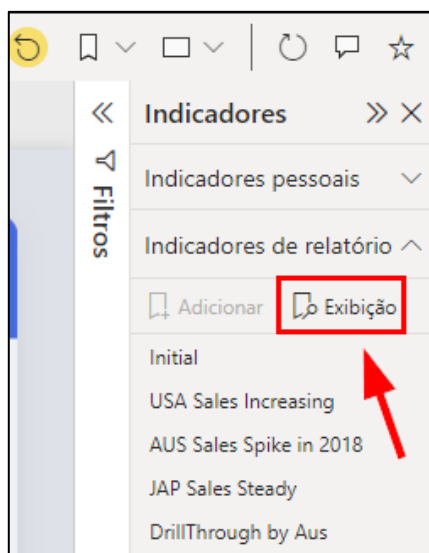 Indicadores
Filtros
Indicadores pessoais
Indicadores de relatório
Adicionar Exibição
Initial
USA Sales Increasing
AUS Sales Spike in 2018
JAP Sales Steady
DrillThrough by Aus